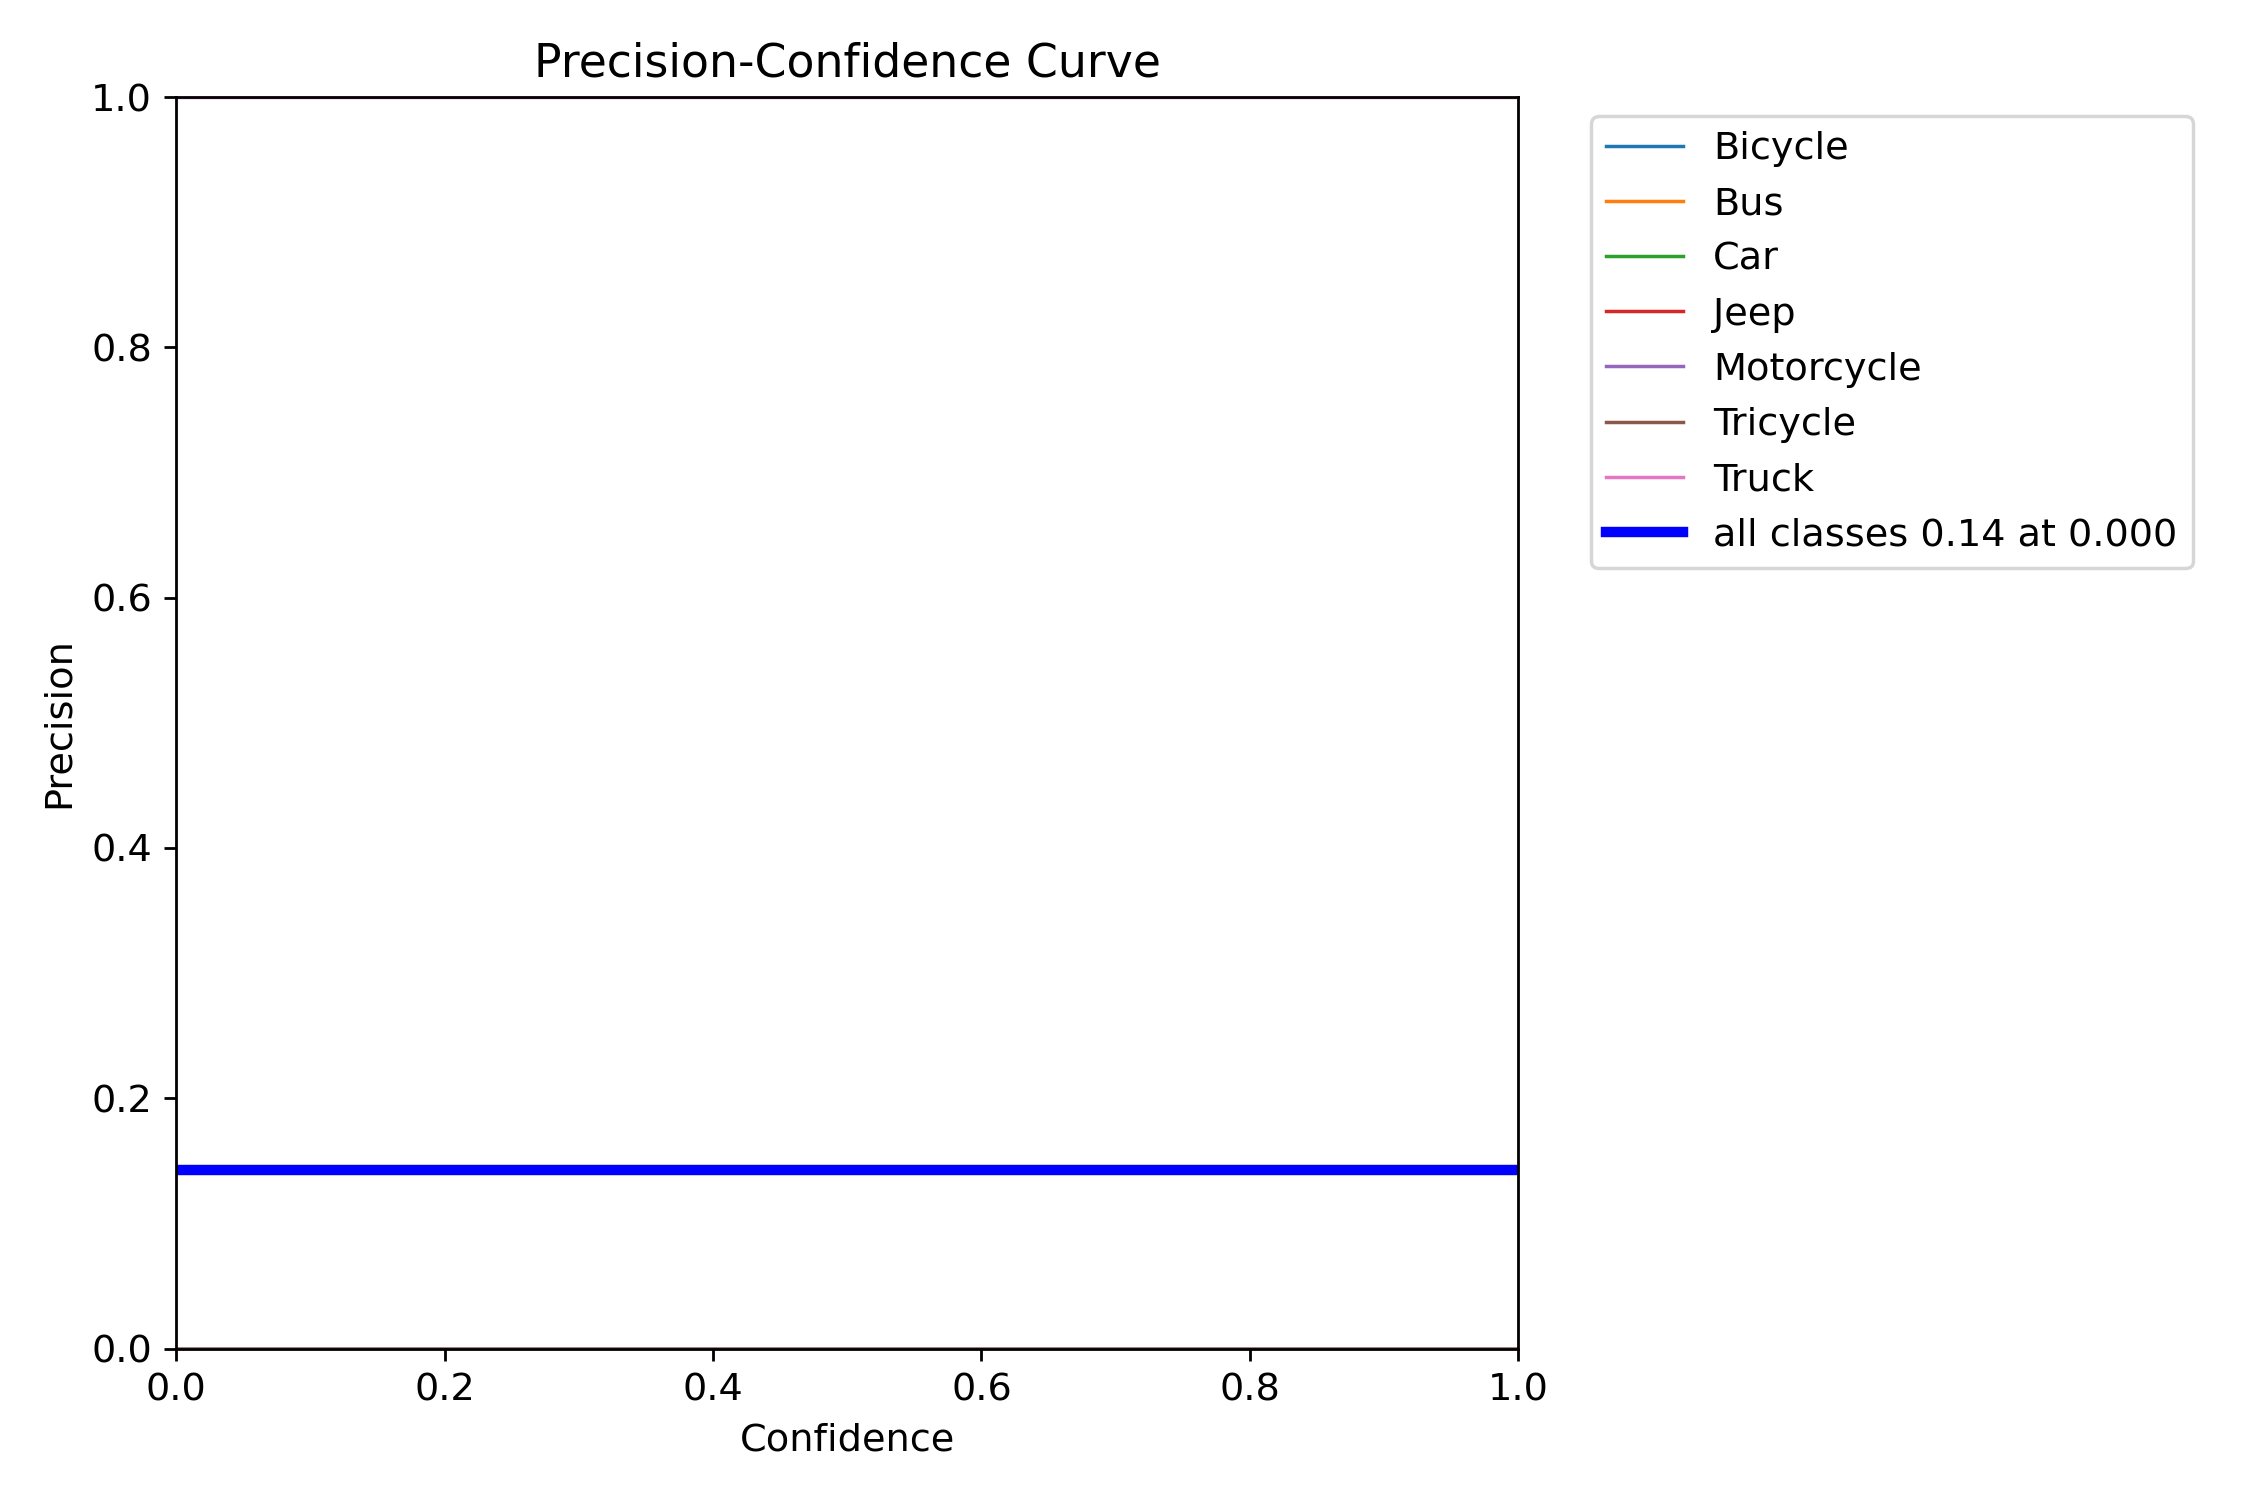 Precision-Confidence Curve
1.0
0.8
0.6
0.4
0.2
0.0
Precision
0.0 0.2 0.4 0.6 0.8 1.0
Confidence
Bicycle
Bus
Car
Jeep
Motorcycle
Tricycle
Truck
all classes 0.14 at 0.000